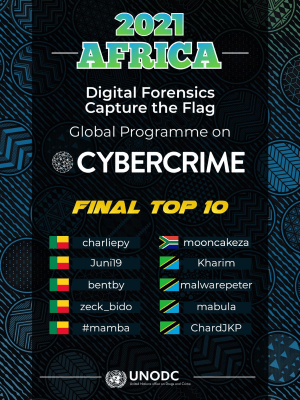 2021
AFRICA
Digital Forensics
Capture the Flag
Global Programme on
CYBERCRIME
FINAL TOP 10
charliepy
Juni19
bentby
zeck_bido
#mamba
mooncakeza
Kharim
malwarepeter
mabula
ChardJKP
UNODC
United Nations Office on Drugs and Crime